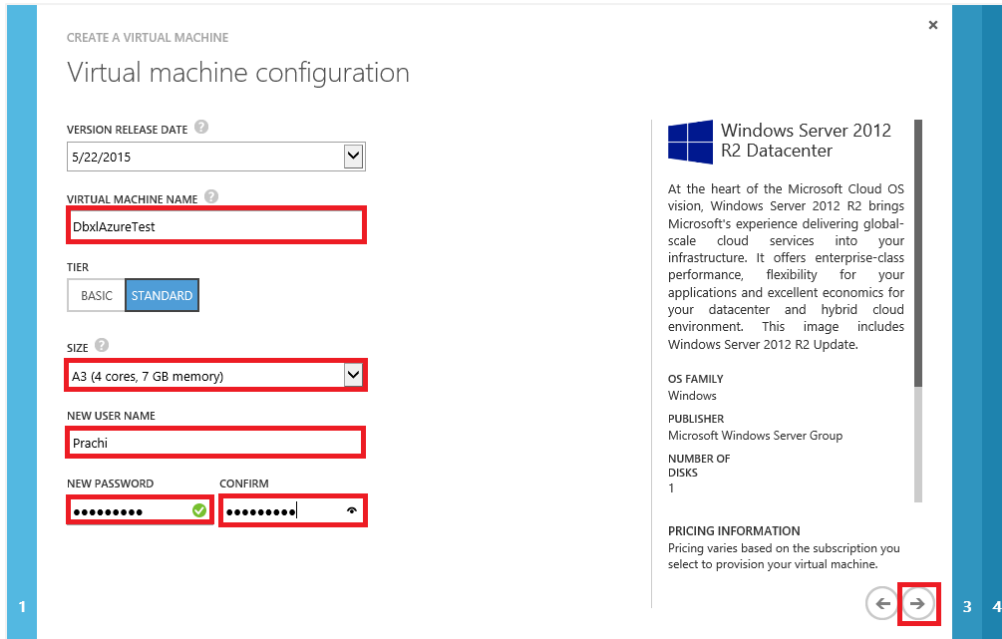 CREATE A VIRTUAL MACHINE
Virtual machine configuration
VERSION RELEASE DATE
5/22/2015
VIRTUAL MACHINE NAME
DbxlAzureTest
TIER
BASIC STANDARD
SIZE
A3 (4 cores, 7 GB memory)
NEW USER NAME
Prachi
NEW PASSWORD CONFIRM
••••••••• •••••••••
Windows Server 2012
R2 Datacenter
At the heart of the Microsoft Cloud OS
vision, Windows Server 2012 R2 brings
Microsoft's experience delivering global-
scale cloud services into your
infrastructure. It offers enterprise-class
performance, flexibility for your
applications and excellent economics for
your datacenter and hybrid cloud
environment. This image includes
Windows Server 2012 R2 Update.
OS FAMILY
Windows
PUBLISHER
Microsoft Windows Server Group
NUMBER OF
DISKS
1
PRICING INFORMATION
Pricing varies based on the subscription you
select to provision your virtual machine.
1 3 4